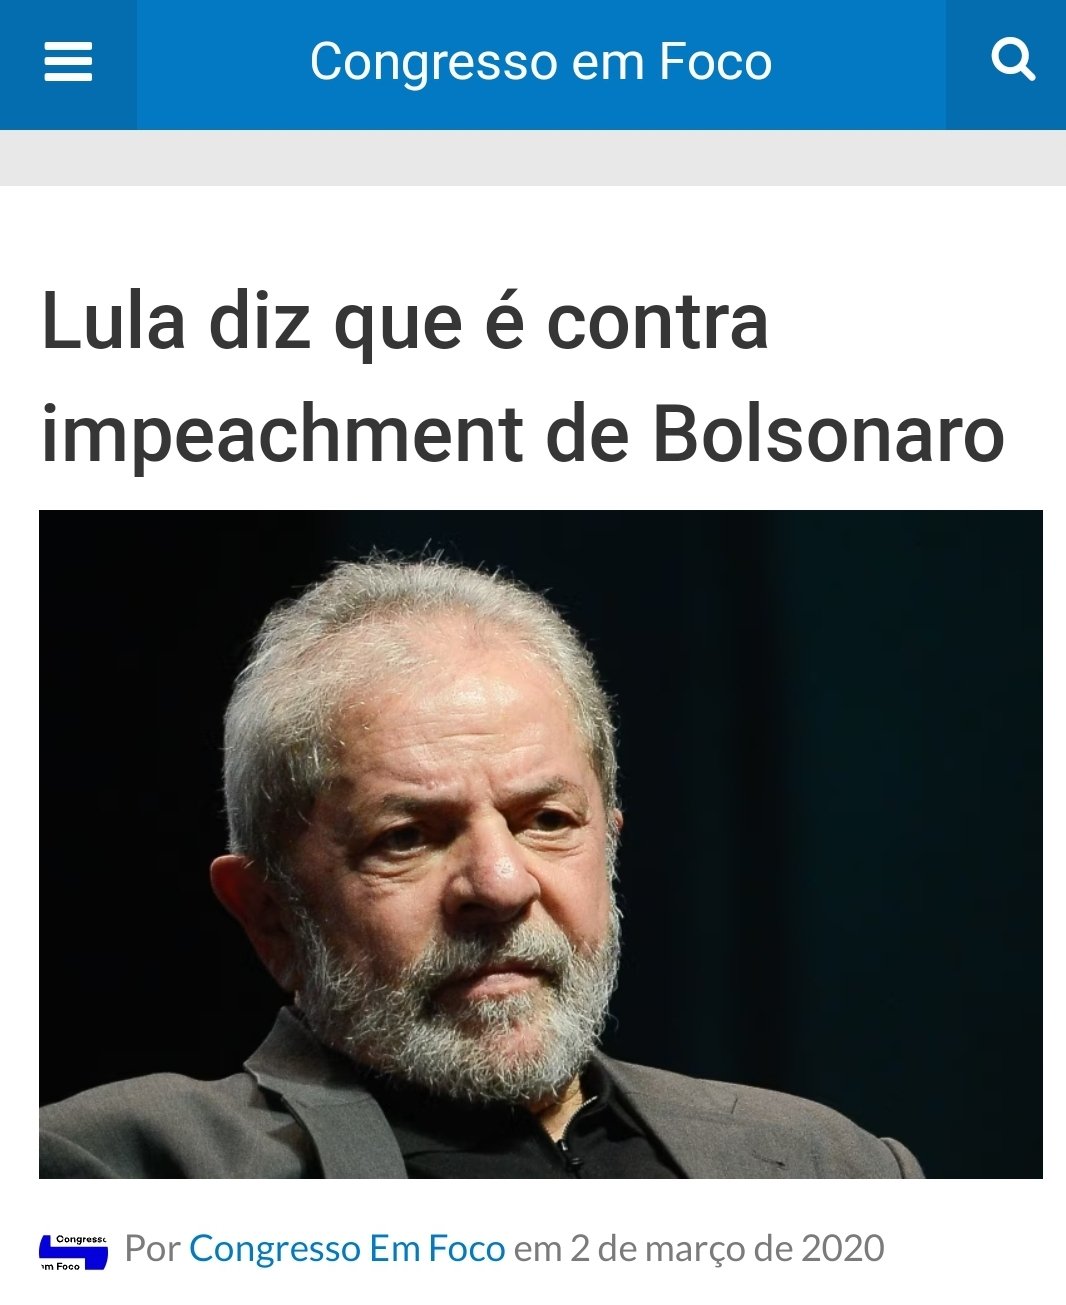 Congresso em Foco
Lula diz que é contra
impeachment de Bolsonaro
Congresso
em Foco
Por Congresso Em Foco em 2 de março de 2020